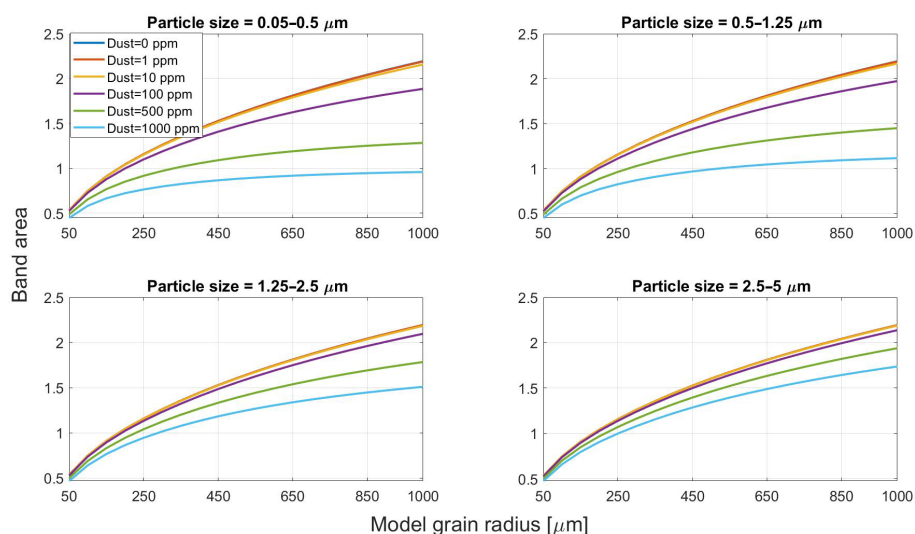 Particle size = 0.05–0.5 μm
2.5
2
1.5
1
0.5
Dust=0 ppm
Dust=1 ppm
Dust=10 ppm
Dust=100 ppm
Dust=500 ppm
Dust=1000 ppm
50 250 450 650 850 1000
Particle size = 0.5–1.25 μm
2.5
2
1.5
1
0.5
50 250 450 650 850 1000
Band area
Particle size = 1.25–2.5 μm
2.5
2
1.5
1
0.5
50 250 450 650 850 1000
Particle size = 2.5–5 μm
2.5
2
1.5
1
0.5
50 250 450 650 850 1000
Model grain radius [μm]